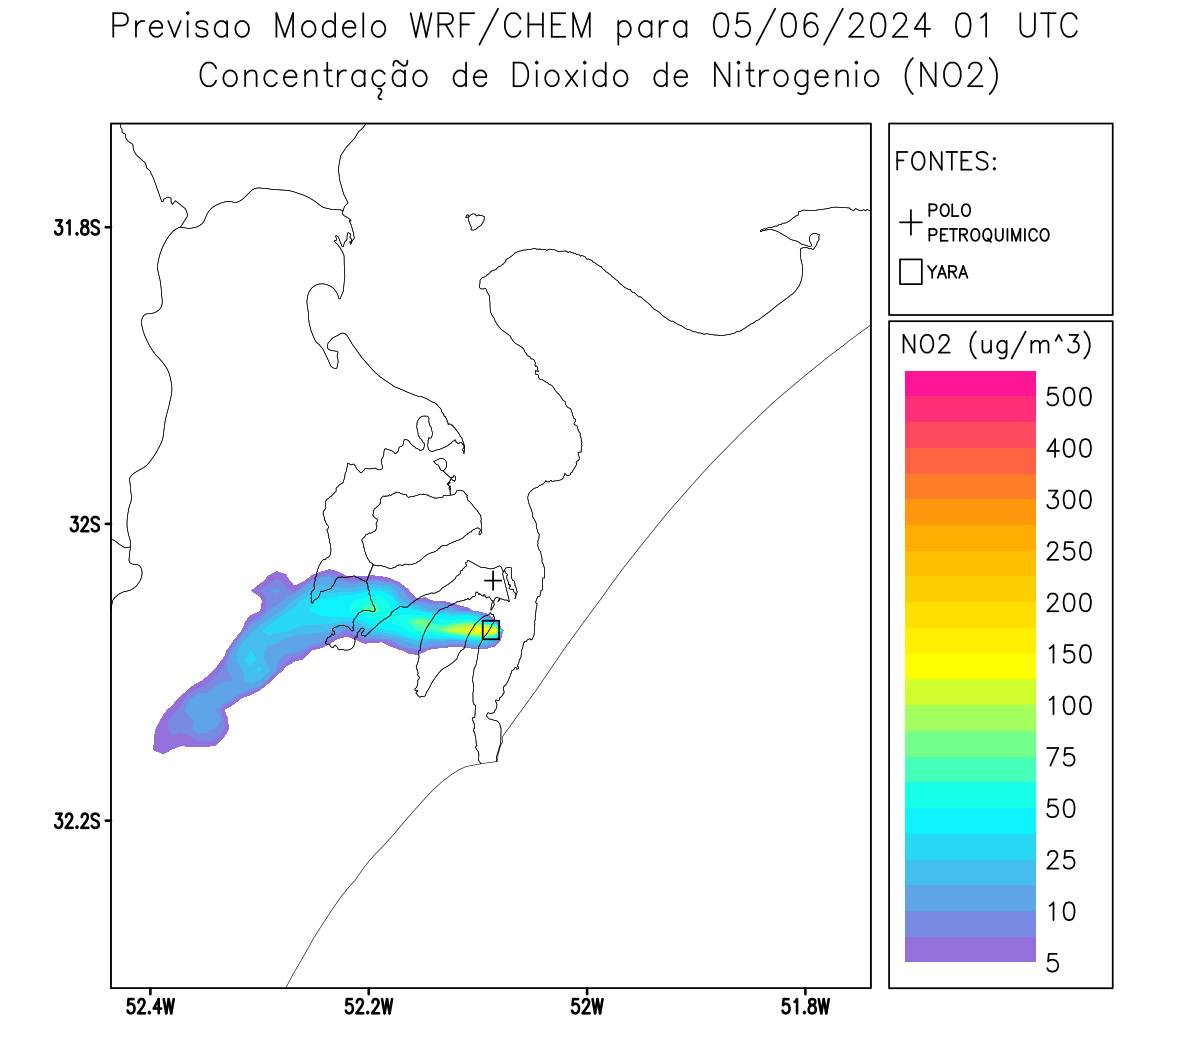 Previsao Modelo WRF/CHEM para 05/06/2024 01 UTC
Concentração de Dioxido de Nitrogenio (NO2)
FONTES:
POLO
PETROQUIMICO
YARA
NO2 (ug/m^3)
500
400
300
250
200
150
100
75
50
25
10
5
31.8S
32S
32.2S
52.4W
52.2W
52W
51.8W